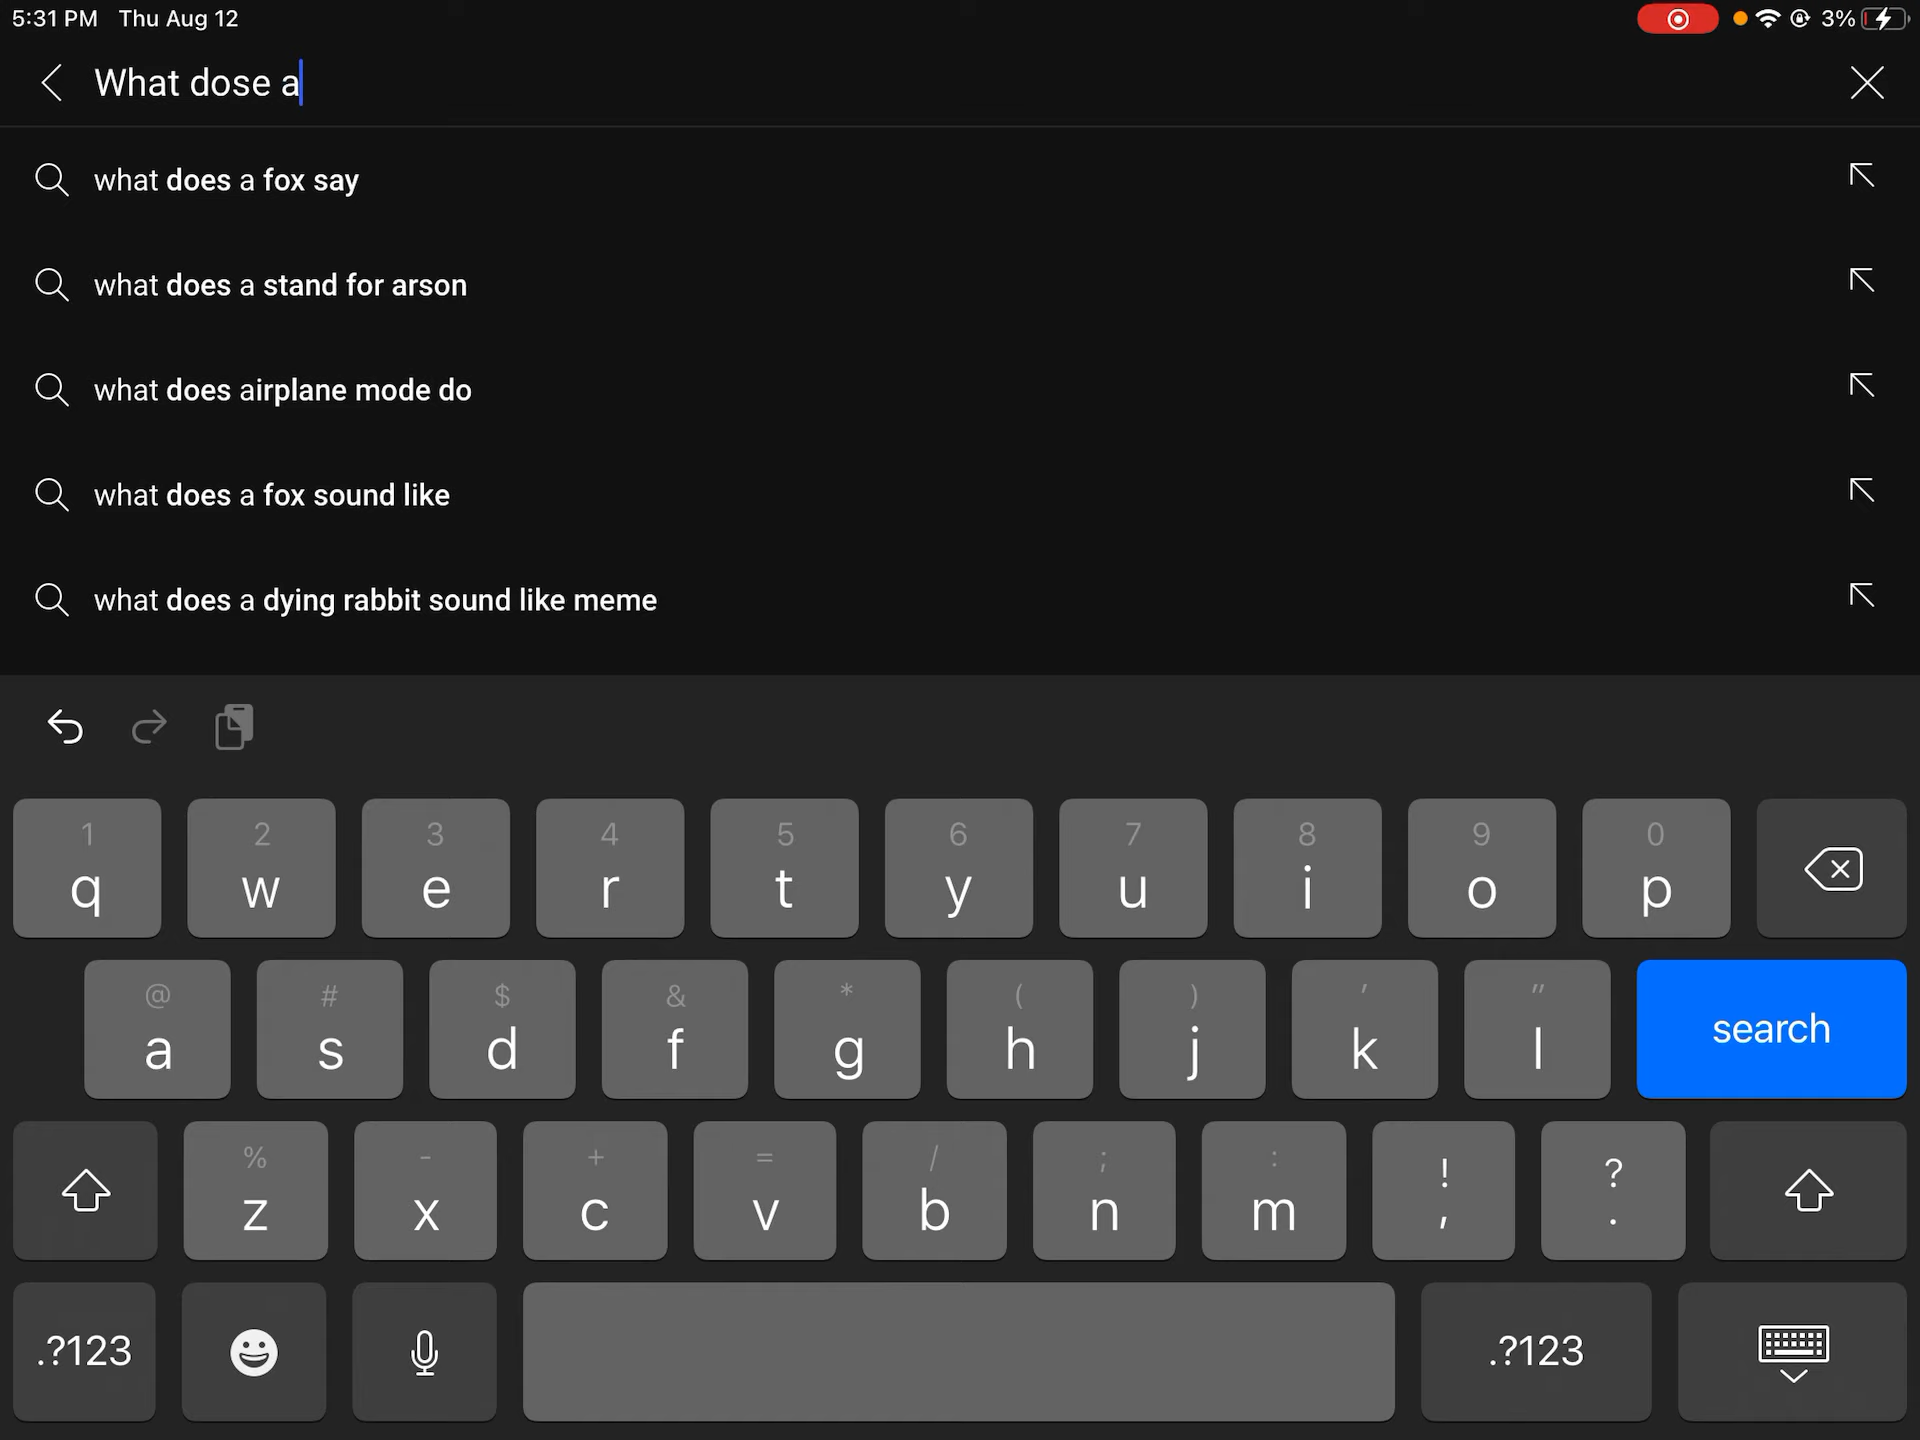 5:31 PM Thu Aug 12 3%
What dose a
what does a fox say
what does a stand for arson
what does airplane mode do
what does a fox sound like
what does a dying rabbit sound like meme
1 2 3 4 5 6 7 8 9 0
q w e r t y u i o p
@ # $ & * ( ) ' "
a s d f g h j k l search
% - + = / ; : ! ?
z x c v b n m , .
.?123 .?123